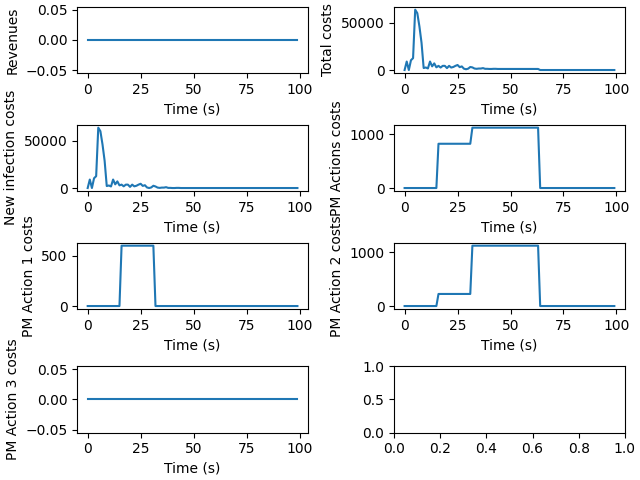 Revenues
0.05
0.00
−0.05
0 25 50 75 100
Time (s)
Total costs
50000
0
0 25 50 75 100
Time (s)
New infection costs
50000
0
0 25 50 75 100
Time (s)
PM Actions costs
1000
0
0 25 50 75 100
Time (s)
PM Action 1 costs
500
0
0 25 50 75 100
Time (s)
PM Action 2 costs
1000
0
0 25 50 75 100
Time (s)
PM Action 3 costs
0.05
0.00
−0.05
0 25 50 75 100
Time (s)
1.0
0.5
0.0
0.0 0.2 0.4 0.6 0.8 1.0